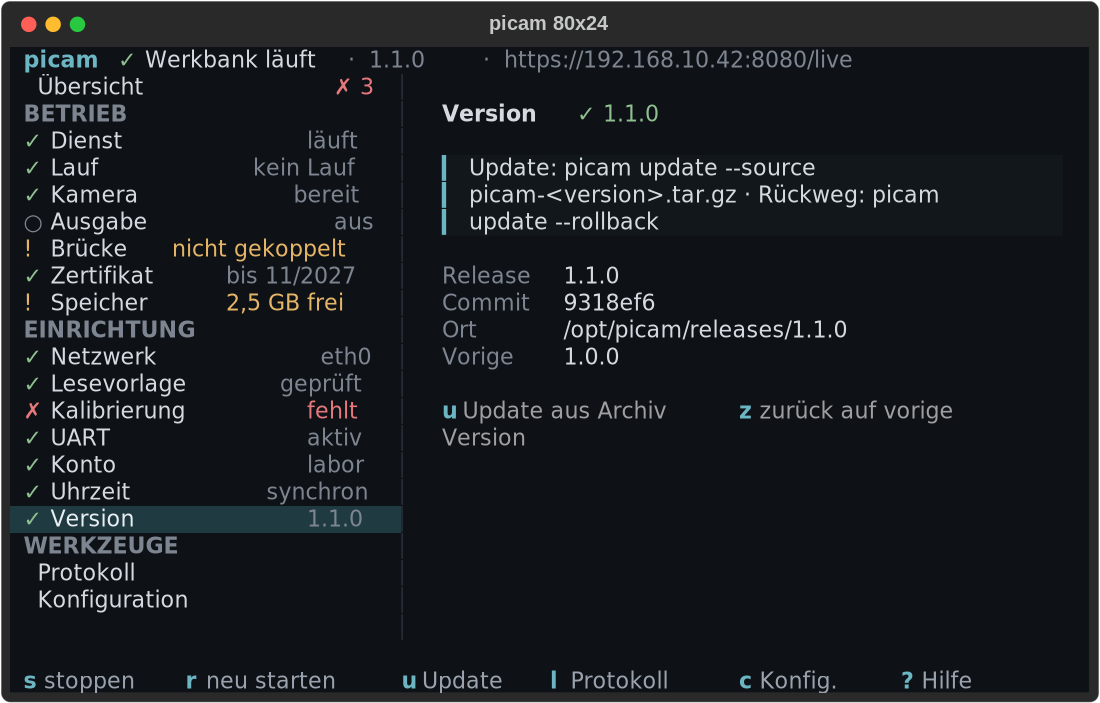 picam 80x24
picam ✓ Werkbank läuft · 1.1.0 · https://192.168.10.42:8080/live
Übersicht ✗ 3
BETRIEB
✓ Dienst läuft
✓ Lauf kein Lauf
✓ Kamera bereit
○ Ausgabe aus
! Brücke nicht gekoppelt
✓ Zertifikat bis 11/2027
! Speicher 2,5 GB frei
EINRICHTUNG
✓ Netzwerk eth0
✓ Lesevorlage geprüft
✗ Kalibrierung fehlt
✓ UART aktiv
✓ Konto labor
✓ Uhrzeit synchron
✓ Version 1.1.0
WERKZEUGE
Protokoll
Konfiguration
Version ✓ 1.1.0
Update: picam update --source
picam-<version>.tar.gz · Rückweg: picam
update --rollback
Release 1.1.0
Commit 9318ef6
Ort /opt/picam/releases/1.1.0
Vorige 1.0.0
u Update aus Archiv z zurück auf vorige
Version
s stoppen r neu starten u Update l Protokoll c Konfig. ? Hilfe